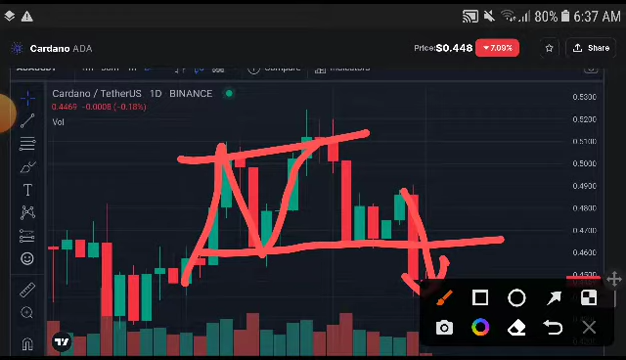 80% 6:37 AM
Cardano ADA Price: $0.448 ▼7.09% Share
Compare Indicators
Cardano / TetherUS 1D BINANCE
0.4469 -0.0008 (-0.18%)
Vol
0.5300
0.5200
0.5100
0.5000
0.4900
0.4800
0.4700
0.4600
0.4500